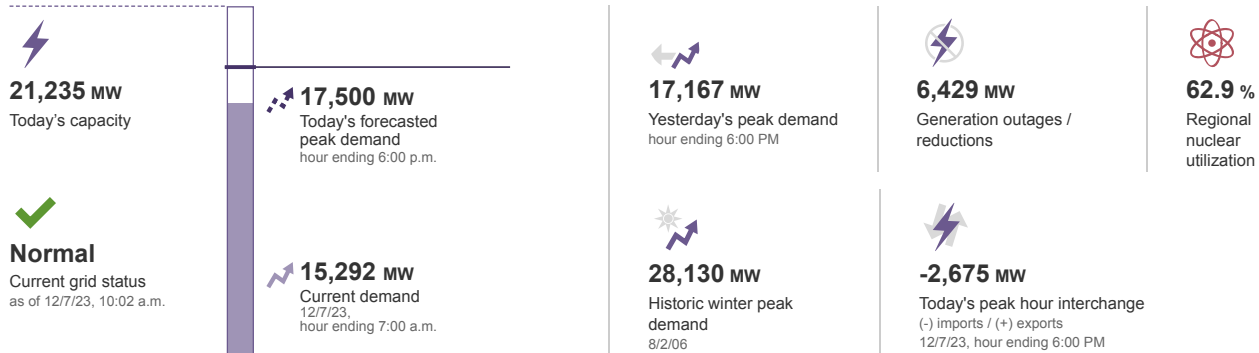 21,235 MW
Today's capacity
Normal
Current grid status
as of 12/7/23, 10:02 a.m.
17,500 MW
Today's forecasted
peak demand
hour ending 6:00 p.m.
15,292 MW
Current demand
12/7/23,
hour ending 7:00 a.m.
17,167 MW
Yesterday's peak demand
hour ending 6:00 PM
6,429 MW
Generation outages /
reductions
62.9 %
Regional
nuclear
utilization
28,130 MW
Historic winter peak
demand
8/2/06
-2,675 MW
Today's peak hour interchange
(-) imports / (+) exports
12/7/23, hour ending 6:00 PM